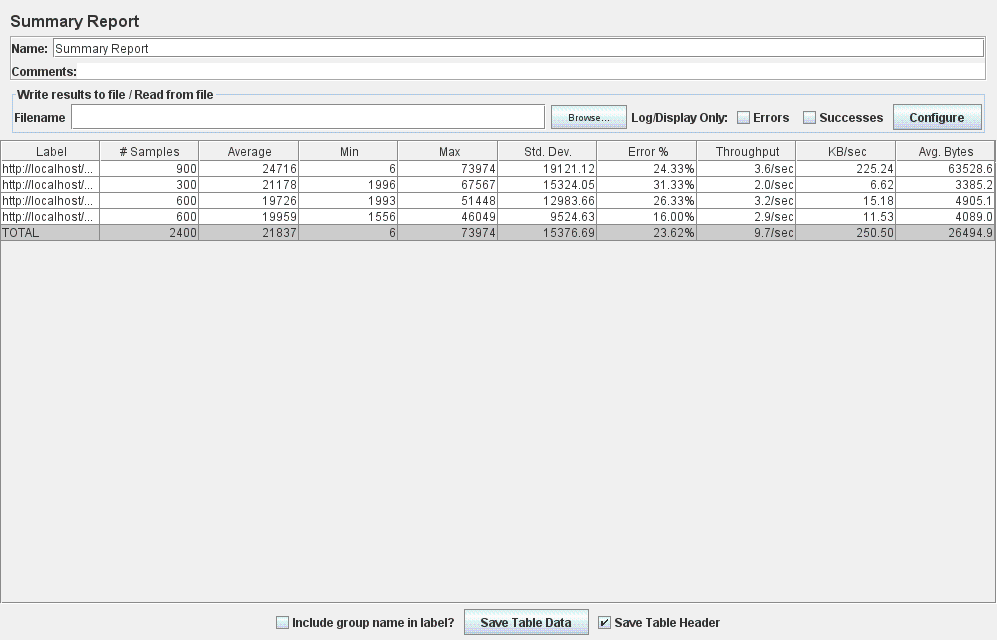 Summary Report
Name: Summary Report
Comments:
Write results to file / Read from file
Filename Browse... Log/Display Only: Errors Successes Configure
Label # Samples Average Min Max Std. Dev. Error % Throughput KB/sec Avg. Bytes
http://localhost/... 900 24716 6 73974 19121.12 24.33% 3.6/sec 225.24 63528.6
http://localhost/... 300 21178 1996 67567 15324.05 31.33% 2.0/sec 6.62 3385.2
http://localhost/... 600 19726 1993 51448 12983.66 26.33% 3.2/sec 15.18 4905.1
http://localhost/... 600 19959 1556 46049 9524.63 16.00% 2.9/sec 11.53 4089.0
TOTAL 2400 21837 6 73974 15376.69 23.62% 9.7/sec 250.50 26494.9
Include group name in label? Save Table Data Save Table Header